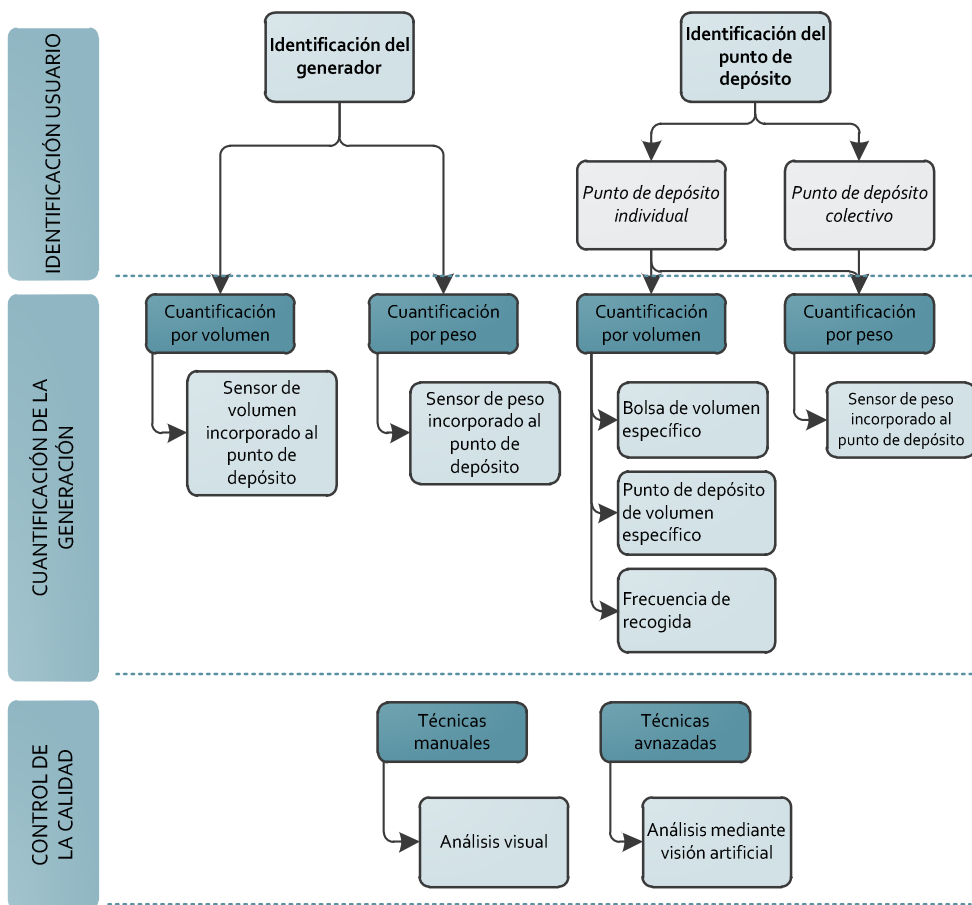 IDENTIFICACIÓN USUARIO
Identificación del
generador
Identificación del
punto de
depósito
Punto de depósito
individual
Punto de depósito
colectivo
CUANTIFICACIÓN DE LA
GENERACIÓN
Cuantificación
por volumen
Cuantificación
por peso
Cuantificación
por volumen
Cuantificación
por peso
Sensor de
volumen
incorporado al
punto de
depósito
Sensor de peso
incorporado al
punto de
depósito
Bolsa de volumen
específico
Sensor de peso
incorporado al
punto de depósito
Punto de depósito
de volumen
específico
Frecuencia de
recogida
CONTROL DE
LA CALIDAD
Técnicas
manuales
Técnicas
avnazadas
Análisis visual
Análisis mediante
visión artificial